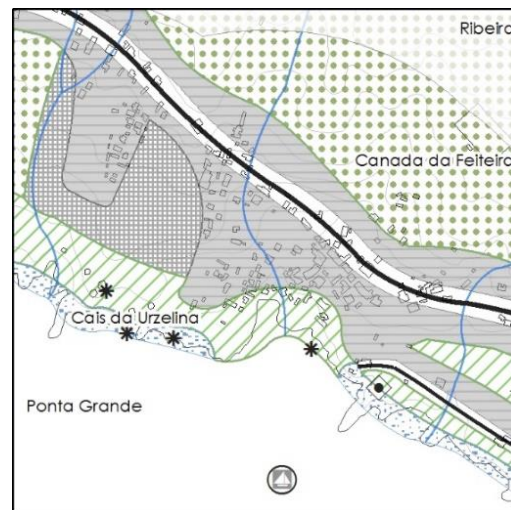 Ribeira
Canada da Feiteira
Cais da Urzelina
Ponta Grande